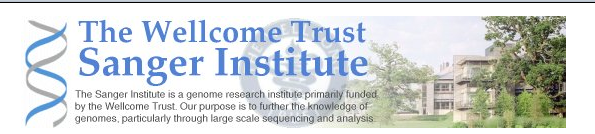 The Wellcome Trust
Sanger Institute
The Sanger Institute is a genome research institute primarily funded
by the Wellcome Trust. Our purpose is to further the knowledge of
genomes, particularly through large scale sequencing and analysis